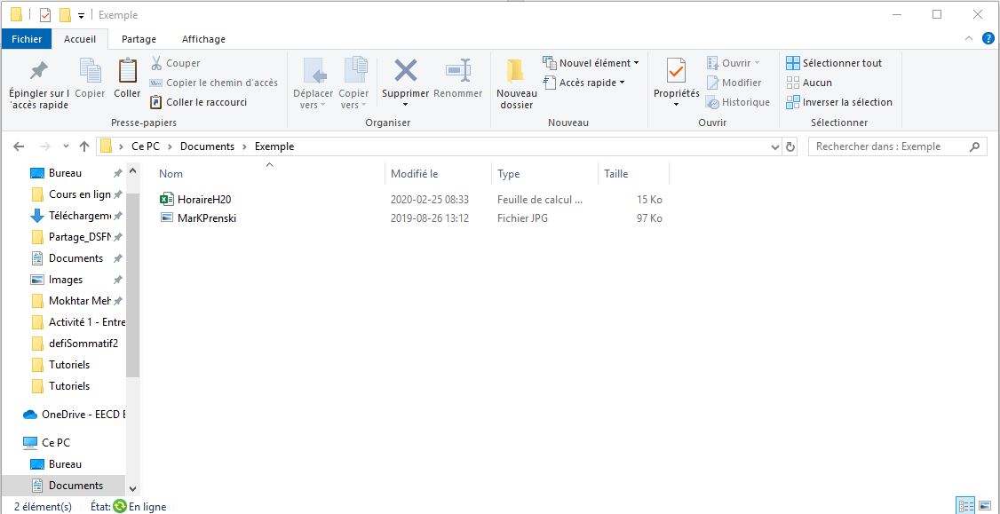 Exemple
Fichier Accueil Partage Affichage
Épingler sur l'accès rapide
Copier
Coller
Couper
Copier le chemin d'accès
Coller le raccourci
Presse-papiers
Déplacer vers
Copier vers
Supprimer
Renommer
Organiser
Nouveau dossier
Nouvel élément
Accès rapide
Nouveau
Propriétés
Ouvrir
Modifier
Historique
Ouvrir
Sélectionner tout
Aucun
Inverser la sélection
Sélectionner
Ce PC > Documents > Exemple
Rechercher dans : Exemple
Bureau
Cours en lign
Téléchargem
Partage_DSFN
Documents
Images
Mokhtar Meh
Activité 1 - Entre
defiSommatif2
Tutoriels
Tutoriels
OneDrive - EECD E
Ce PC
Bureau
Documents
Nom Modifié le Type Taille
HoraireH20 2020-02-25 08:33 Feuille de calcul ... 15 Ko
MarKPrenski 2019-08-26 13:12 Fichier JPG 97 Ko
2 élément(s) État: En ligne